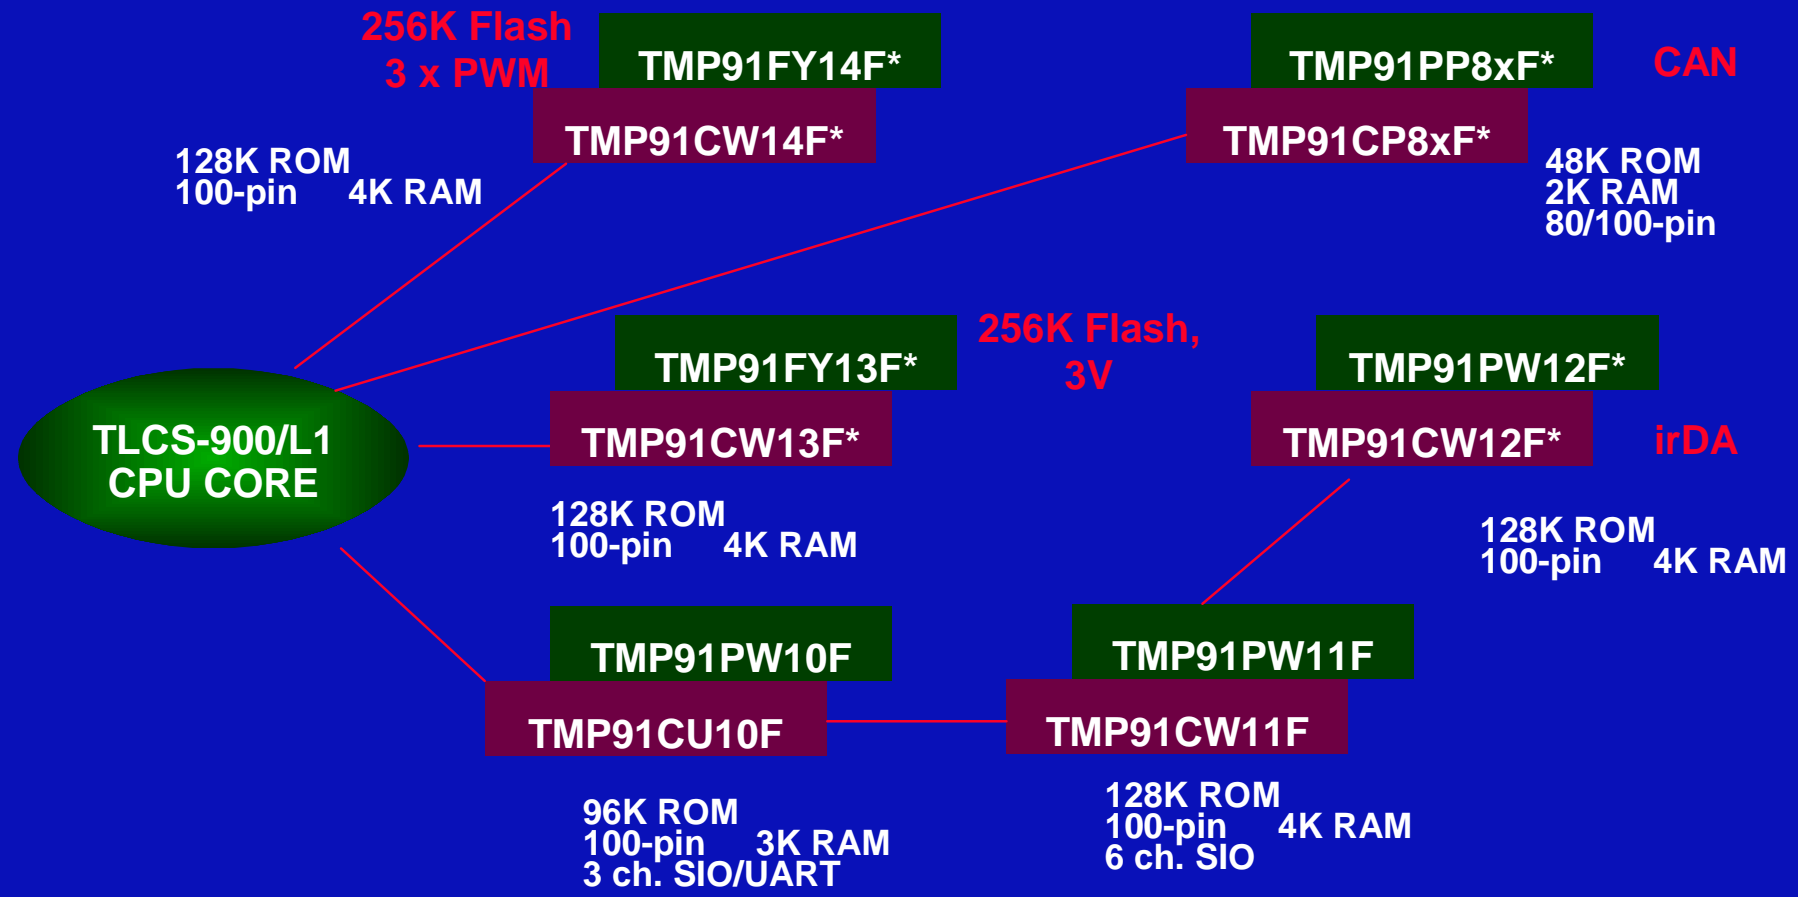 256K Flash
3 x PWM
TMP91FY14F*
TMP91CW14F*
128K ROM
100-pin 4K RAM
TMP91PP8xF*
CAN
TMP91CP8xF*
48K ROM
2K RAM
80/100-pin
TMP91FY13F*
256K Flash,
3V
TMP91CW13F*
128K ROM
100-pin 4K RAM
TMP91PW12F*
TMP91CW12F*
irDA
128K ROM
100-pin 4K RAM
TLCS-900/L1
CPU CORE
TMP91PW10F
TMP91CU10F
96K ROM
100-pin 3K RAM
3 ch. SIO/UART
TMP91PW11F
TMP91CW11F
128K ROM
100-pin 4K RAM
6 ch. SIO